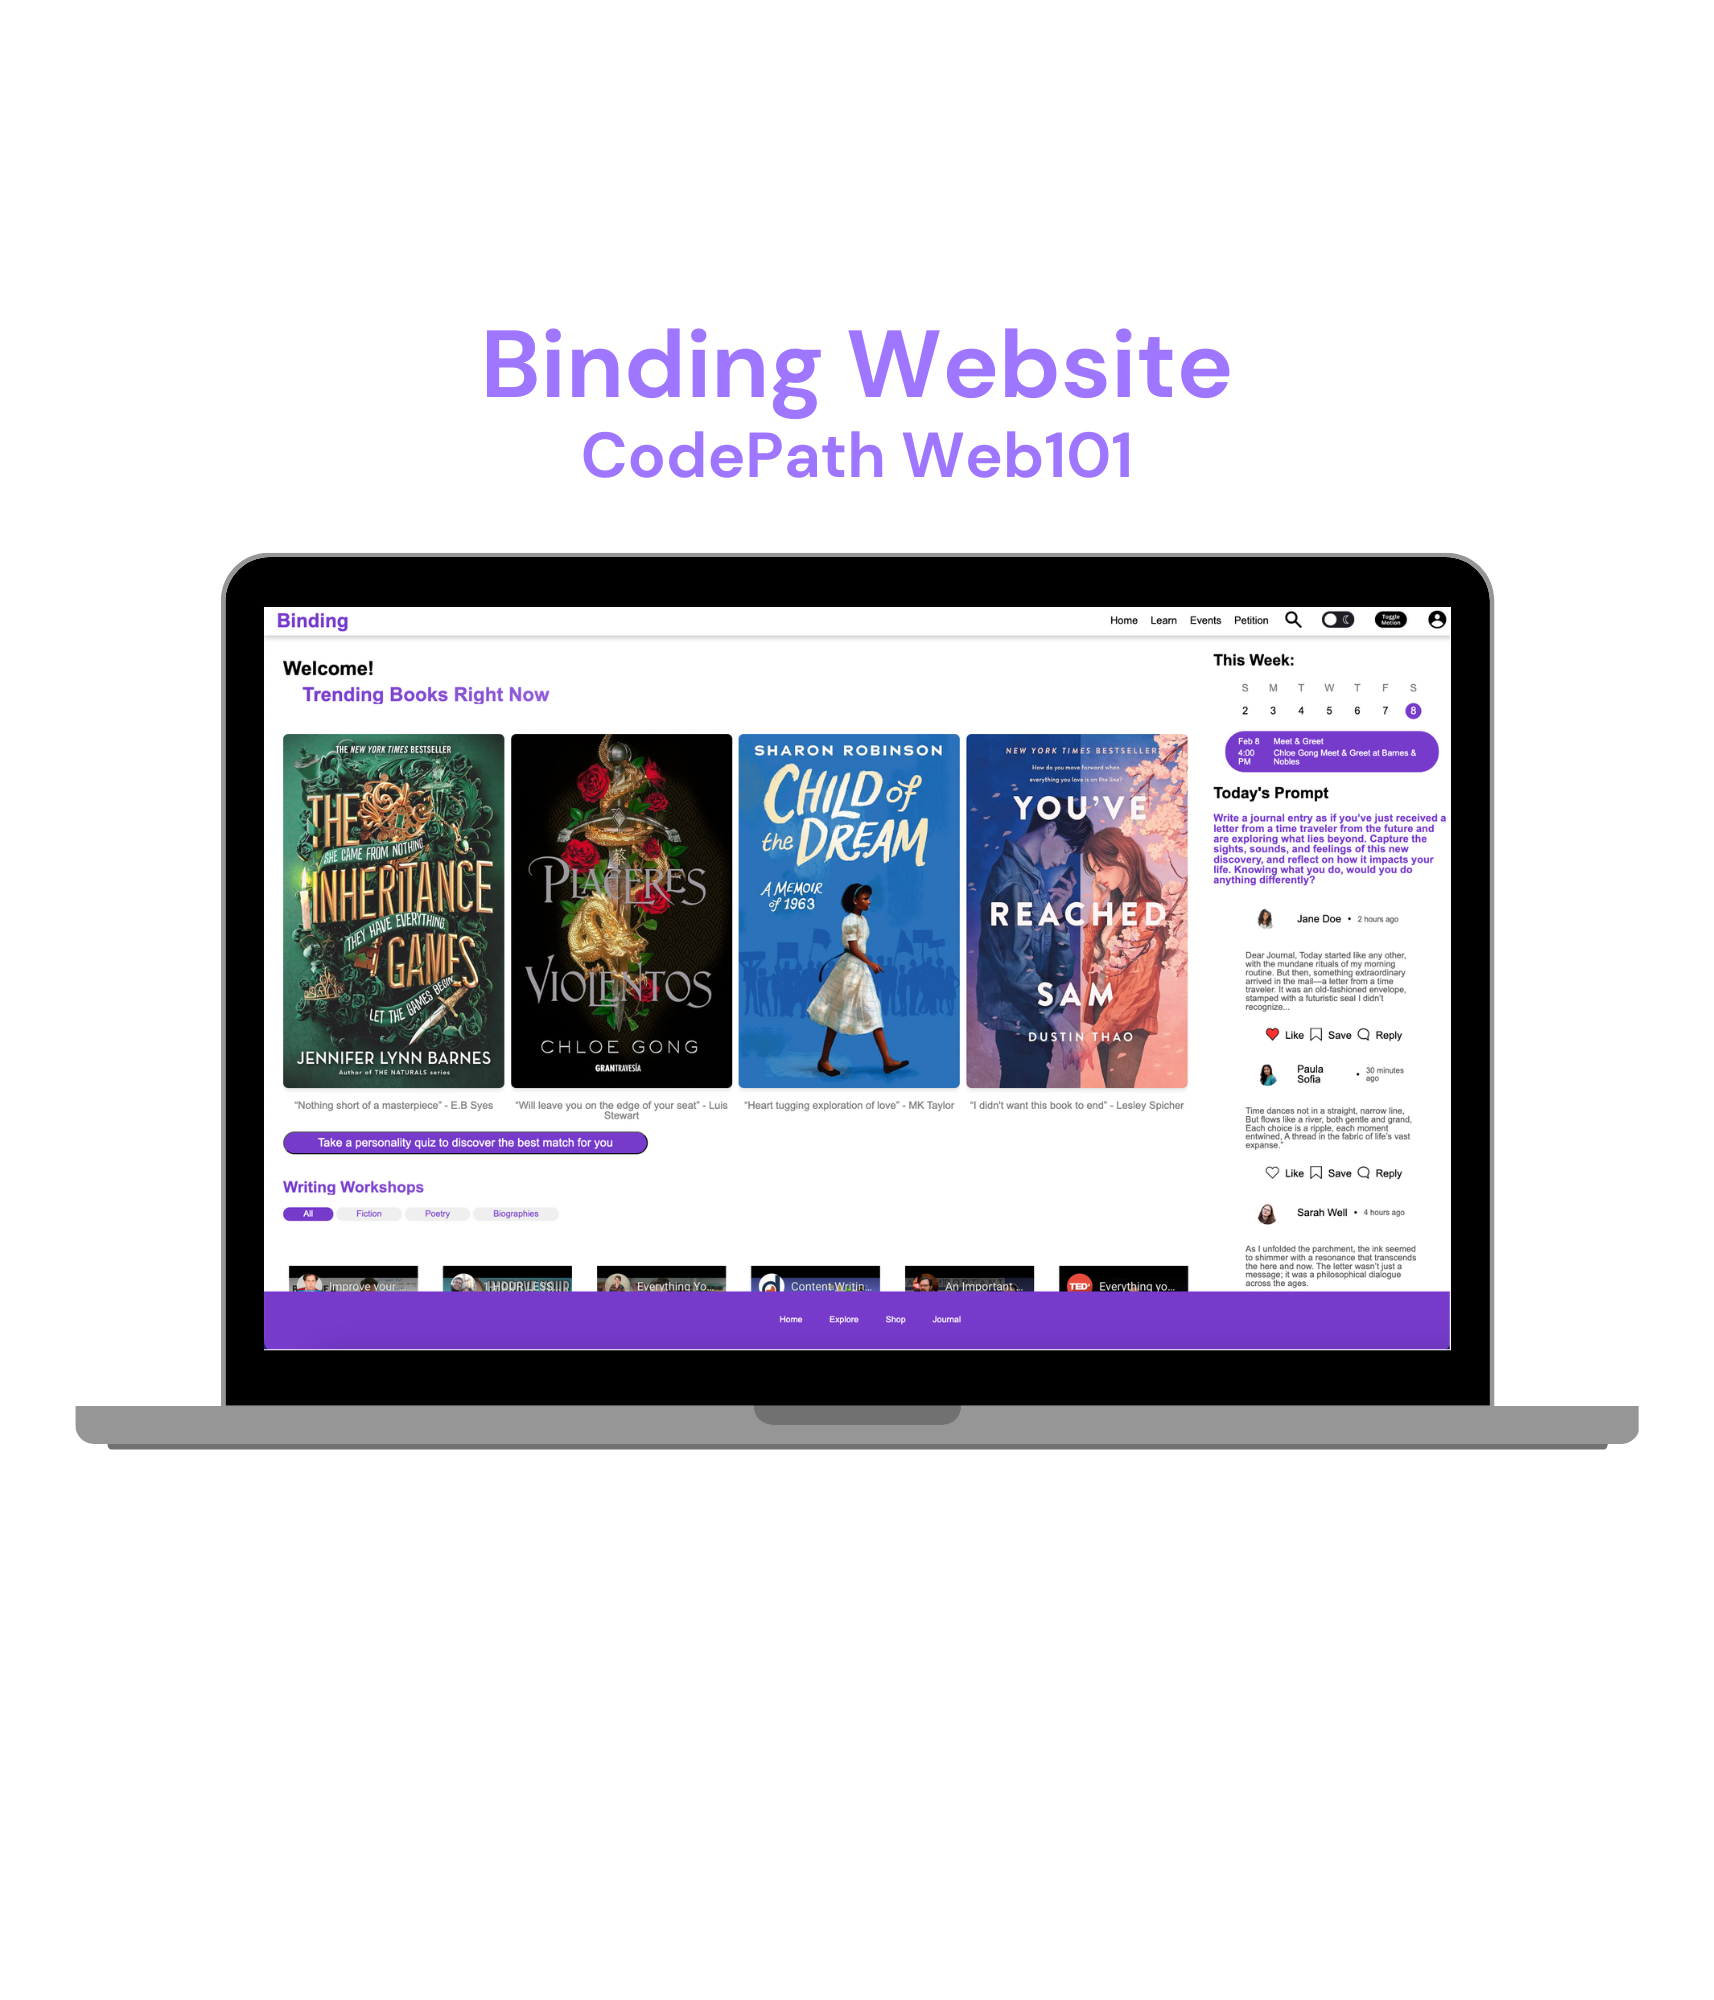 Binding Website
CodePath Web101
Binding
Home Learn Events Petition
Toggle
Motion
Welcome!
Trending Books Right Now
THE NEW YORK TIMES BESTSELLER
THE
SHE CAME FROM NOTHING
INHERITANCE
THEY HAVE EVERYTHING
GAMES
LET THE GAMES BEGIN
JENNIFER LYNN BARNES
Author of THE NATURALS series
PLACERES
VIOLENTOS
CHLOE GONG
GRANTRAVESÍA
SHARON ROBINSON
CHILD of
the DREAM
A MEMOIR
of 1963
NEW YORK TIMES BESTSELLER
How do you move forward when
everything you love is on the line?
YOU'VE
REACHED
SAM
DUSTIN THAO
"Nothing short of a masterpiece" - E.B Syes
"Will leave you on the edge of your seat" - Luis
Stewart
"Heart tugging exploration of love" - MK Taylor
"I didn't want this book to end" - Lesley Spicher
Take a personality quiz to discover the best match for you
Writing Workshops
All Fiction Poetry Biographies
Improve your ...
1-HOUR LESS...
Everything Yo...
Content Writin...
An Important ...
TED
Everything yo...
This Week:
S M T W T F S
2 3 4 5 6 7 8
Feb 8 Meet & Greet
4:00 Chloe Gong Meet & Greet at Barnes &
PM Nobles
Today's Prompt
Write a journal entry as if you've just received a
letter from a time traveler from the future and
are exploring what lies beyond. Capture the
sights, sounds, and feelings of this new
discovery, and reflect on how it impacts your
life. Knowing what you do, would you do
anything differently?
Jane Doe • 2 hours ago
Dear Journal, Today started like any other,
with the mundane rituals of my morning
routine. But then, something extraordinary
arrived in the mail—a letter from a time
traveler. It was an old-fashioned envelope,
stamped with a futuristic seal I didn't
recognize...
Like Save Reply
Paula
Sofia • 30 minutes
ago
Time dances not in a straight, narrow line,
But flows like a river, both gentle and grand,
Each choice is a ripple, each moment
entwined, A thread in the fabric of life's vast
expanse."
Like Save Reply
Sarah Well • 4 hours ago
As I unfolded the parchment, the ink seemed
to shimmer with a resonance that transcends
the here and now. The letter wasn't just a
message; it was a philosophical dialogue
across the ages.
Home Explore Shop Journal